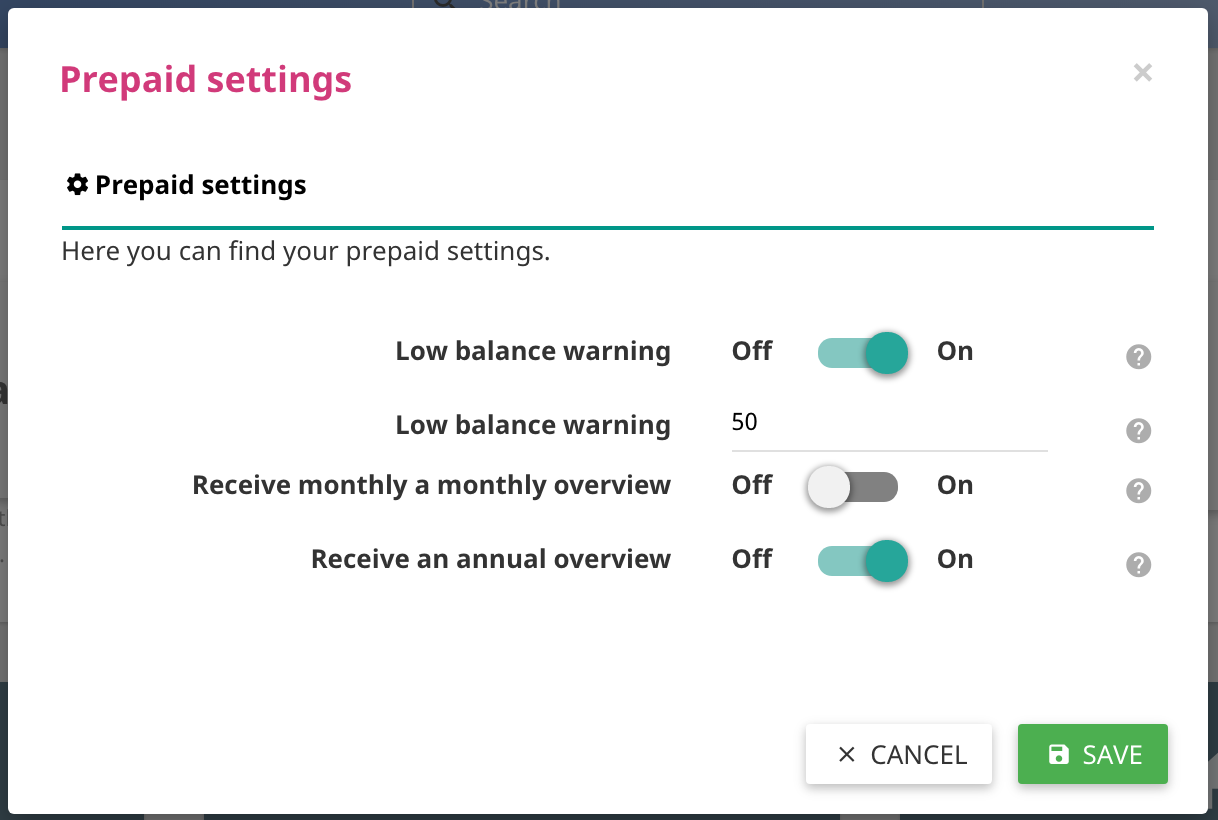 Search
Prepaid settings
×
Prepaid settings
Here you can find your prepaid settings.
Low balance warning Off On ?
Low balance warning 50 ?
Receive monthly a monthly overview Off On ?
Receive an annual overview Off On ?
CANCEL SAVE